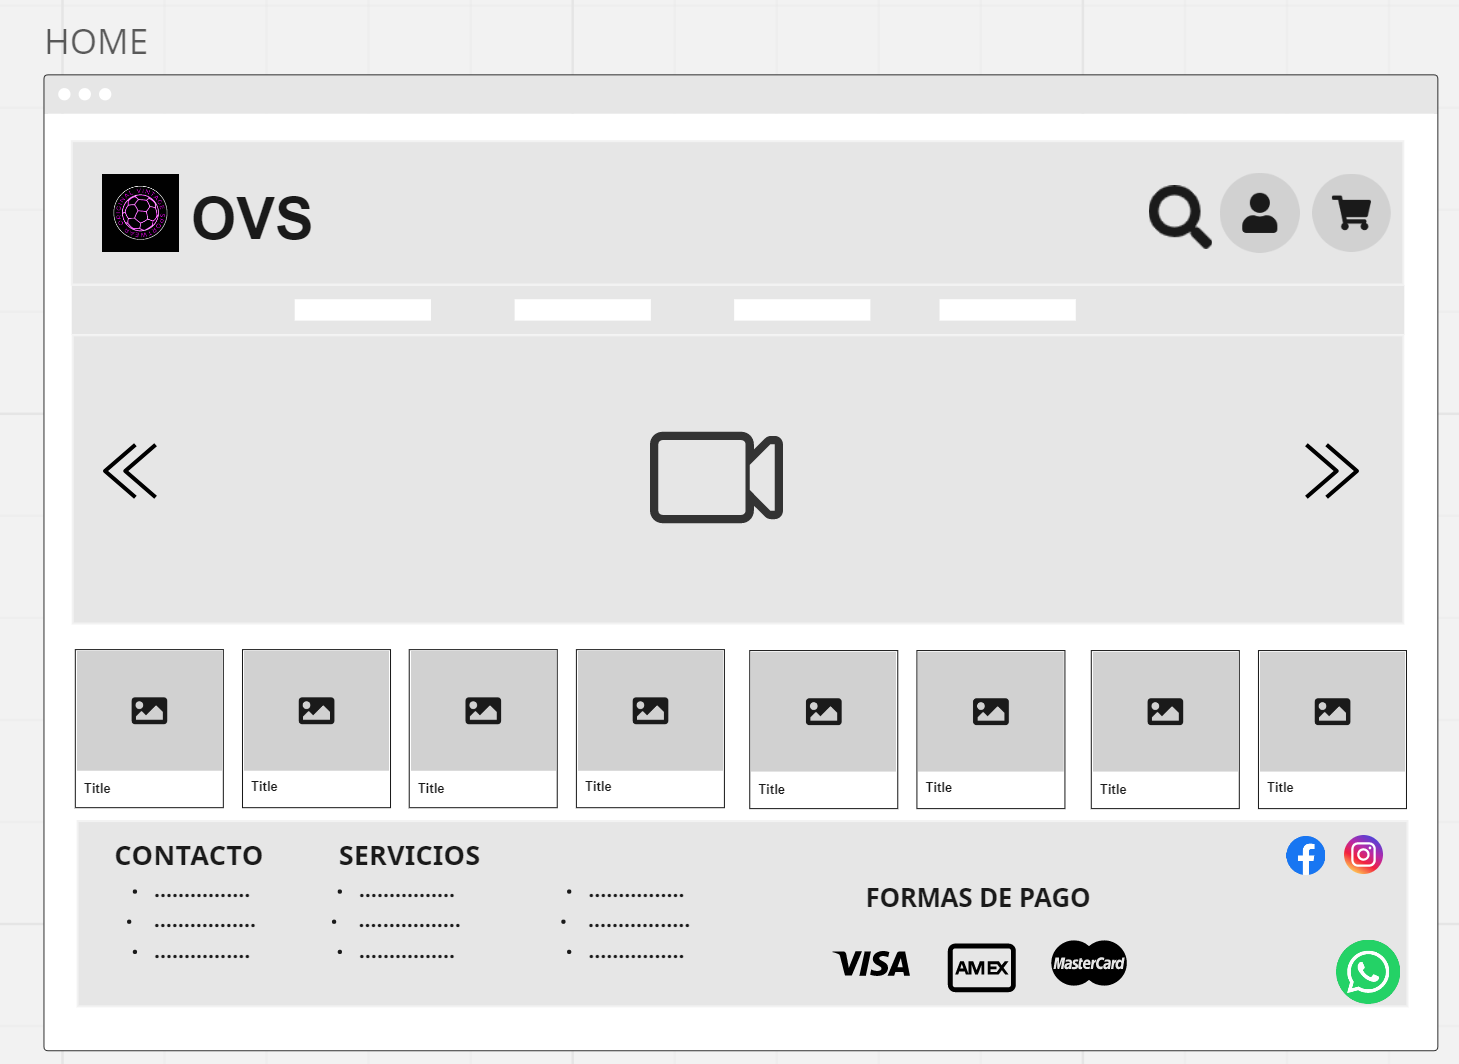 HOME
OVS
Title
Title
Title
Title
Title
Title
Title
Title
CONTACTO
SERVICIOS
• ................
• .................
• ................
• ................
• .................
• ................
• ................
• .................
• ................
FORMAS DE PAGO
VISA
AMEX
MasterCard